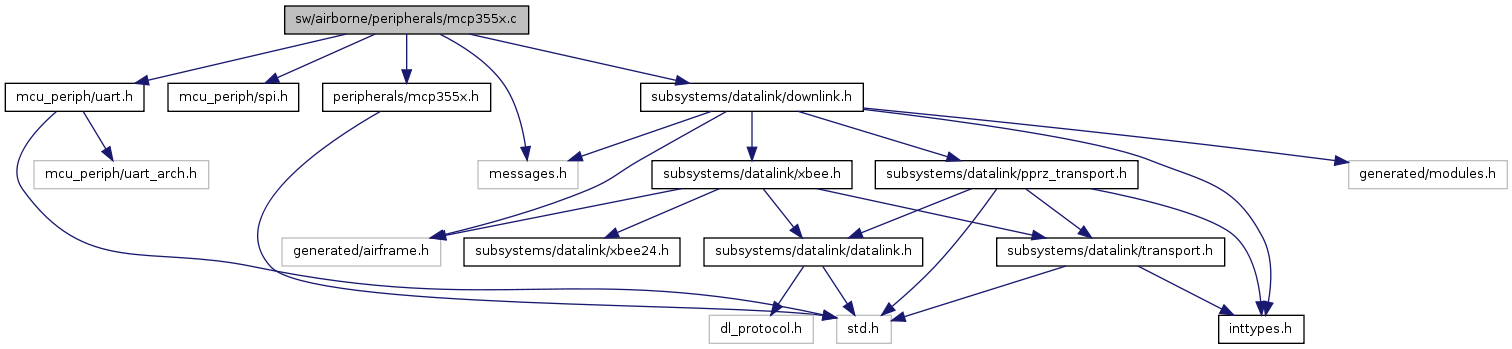 sw/airborne/peripherals/mcp355x.c
mcu_periph/uart.h
mcu_periph/spi.h
peripherals/mcp355x.h
subsystems/datalink/downlink.h
mcu_periph/uart_arch.h
messages.h
subsystems/datalink/xbee.h
subsystems/datalink/pprz_transport.h
generated/modules.h
generated/airframe.h
subsystems/datalink/xbee24.h
subsystems/datalink/datalink.h
subsystems/datalink/transport.h
dl_protocol.h
std.h
inttypes.h